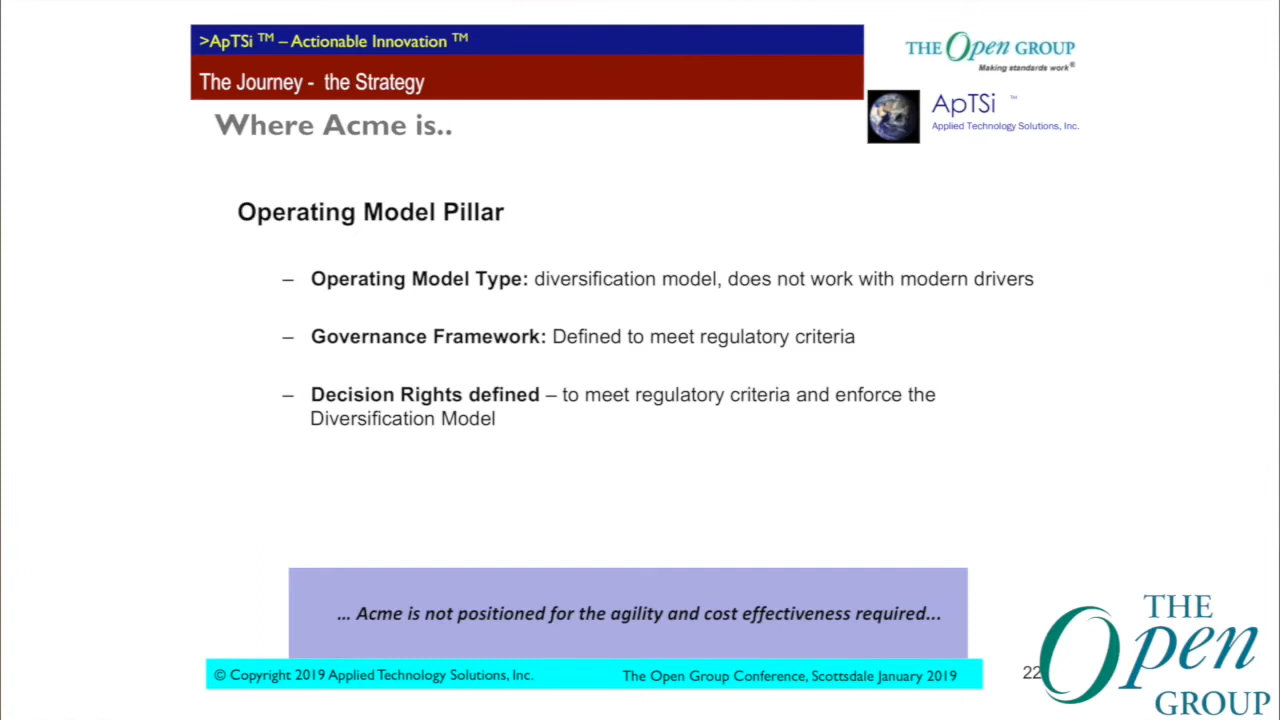 >ApTSi ™ – Actionable Innovation ™
The Journey - the Strategy
Where Acme is..
THE Open GROUP
Making standards work®
ApTSi ™
Applied Technology Solutions, Inc.
Operating Model Pillar
– Operating Model Type: diversification model, does not work with modern drivers
– Governance Framework: Defined to meet regulatory criteria
– Decision Rights defined – to meet regulatory criteria and enforce the
Diversification Model
... Acme is not positioned for the agility and cost effectiveness required...
© Copyright 2019 Applied Technology Solutions, Inc.
The Open Group Conference, Scottsdale January 2019
22
THE
Open
GROUP